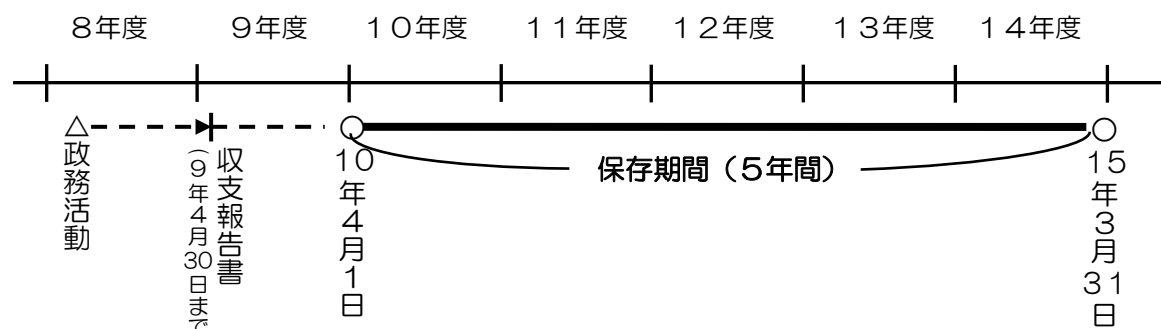 8年度 9年度 10年度 11年度 12年度 13年度 14年度
△政務活動
収支報告書
(9年4月30日まで
10年4月1日
保存期間(5年間)
15年3月31日